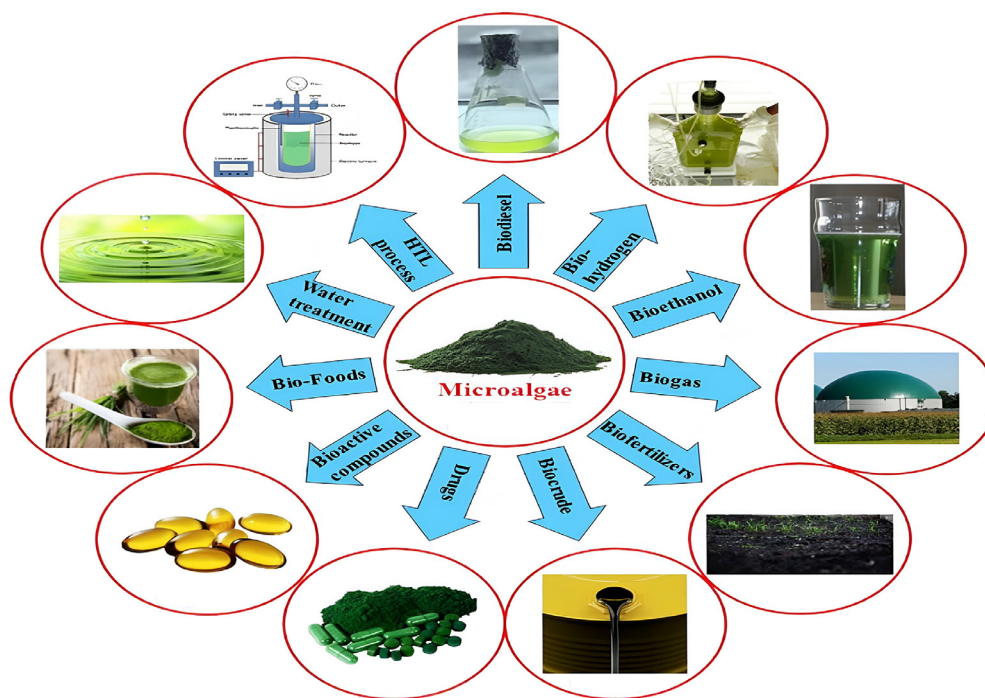 Biodiesel
Bio-
hydrogen
Bioethanol
Biogas
Biofertilizers
Biocrude
Drugs
Bioactive
compounds
Bio-Foods
Water
treatment
HTL
process
Microalgae